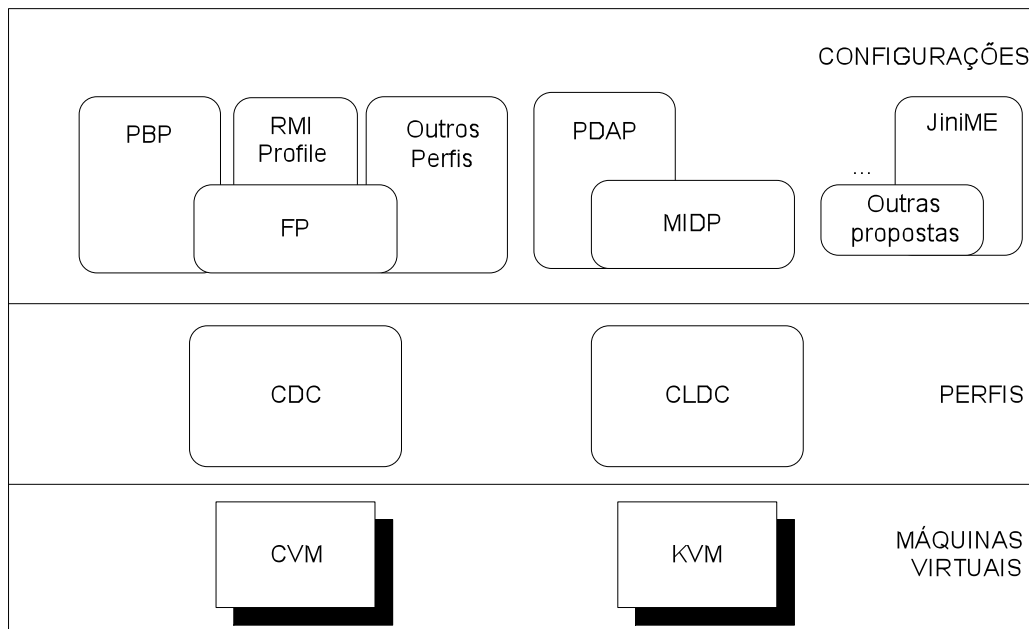 CONFIGURAÇÕES
PBP
RMI
Profile
Outros
Perfis
FP
PDAP
MIDP
JiniME
...
Outras
propostas
CDC
CLDC
PERFIS
CVM
KVM
MÁQUINAS
VIRTUAIS